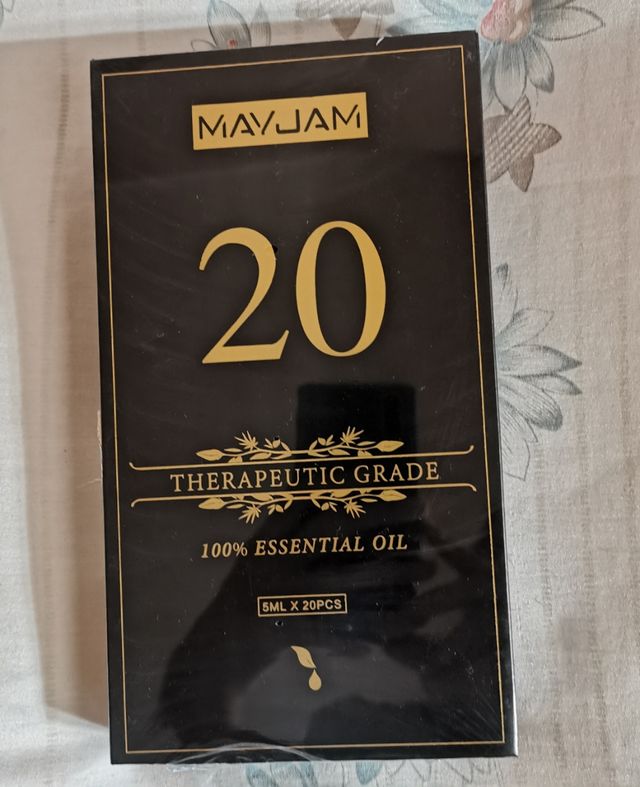 MAYJAM
20
THERAPEUTIC GRADE
100% ESSENTIAL OIL
5ML X 20PCS